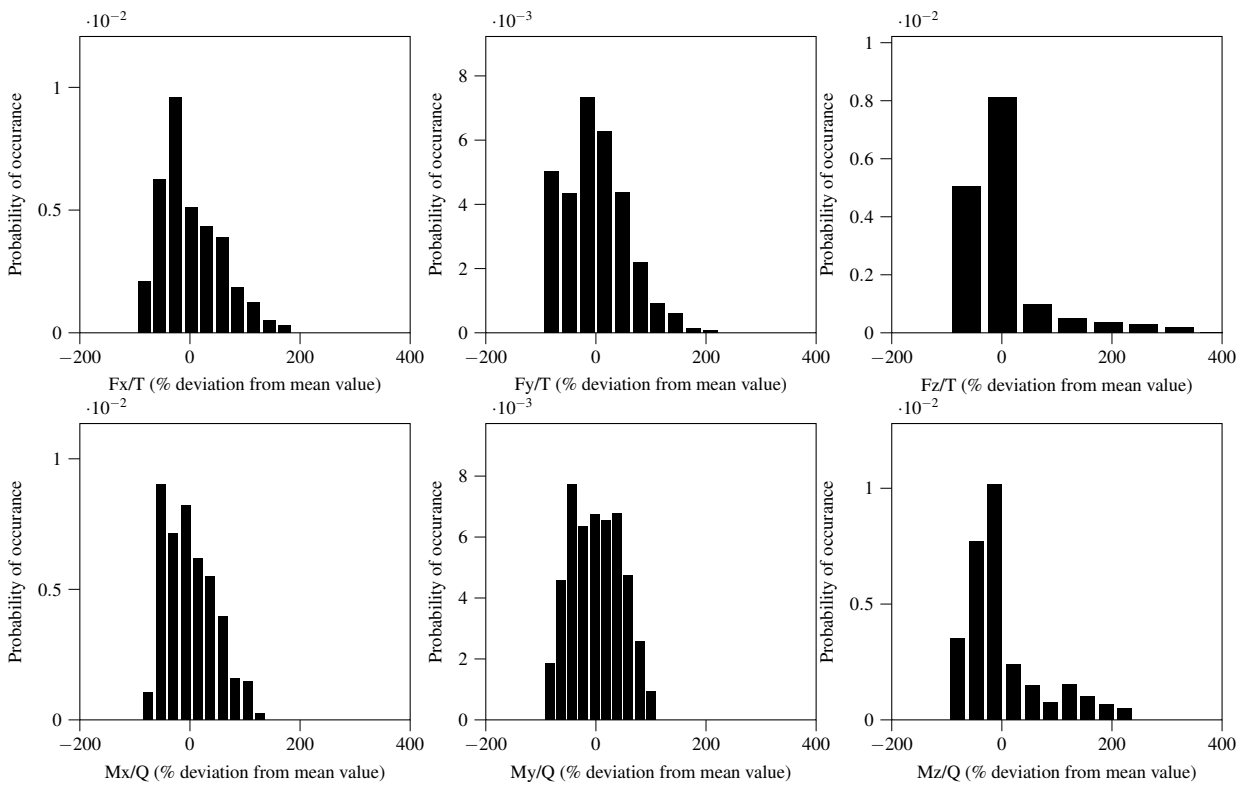 ·10⁻²
Probability of occurance
1
0.5
0
−200 0 200 400
Fx/T (% deviation from mean value)
·10⁻³
Probability of occurance
8
6
4
2
0
−200 0 200 400
Fy/T (% deviation from mean value)
·10⁻²
Probability of occurance
1
0.8
0.6
0.4
0.2
0
−200 0 200 400
Fz/T (% deviation from mean value)
·10⁻²
Probability of occurance
1
0.5
0
−200 0 200 400
Mx/Q (% deviation from mean value)
·10⁻³
Probability of occurance
8
6
4
2
0
−200 0 200 400
My/Q (% deviation from mean value)
·10⁻²
Probability of occurance
1
0.5
0
−200 0 200 400
Mz/Q (% deviation from mean value)